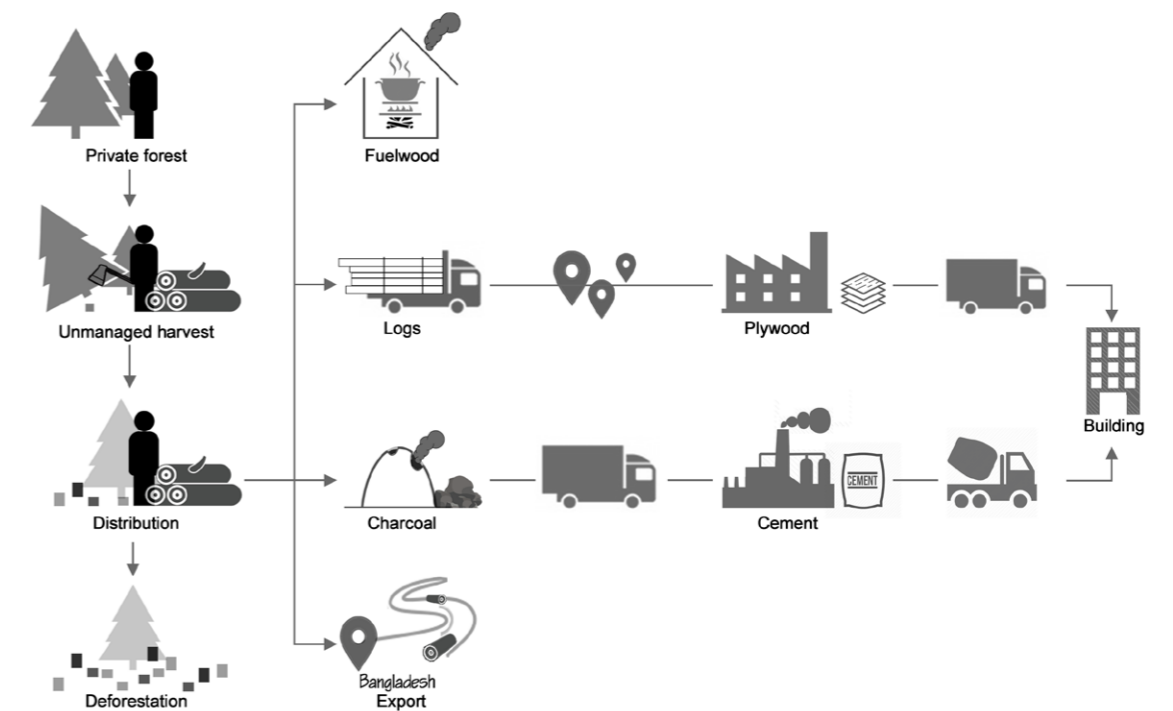 Private forest
Fuelwood
Unmanaged harvest
Logs
Plywood
Building
Distribution
Charcoal
CEMENT
Cement
Deforestation
Bangladesh
Export